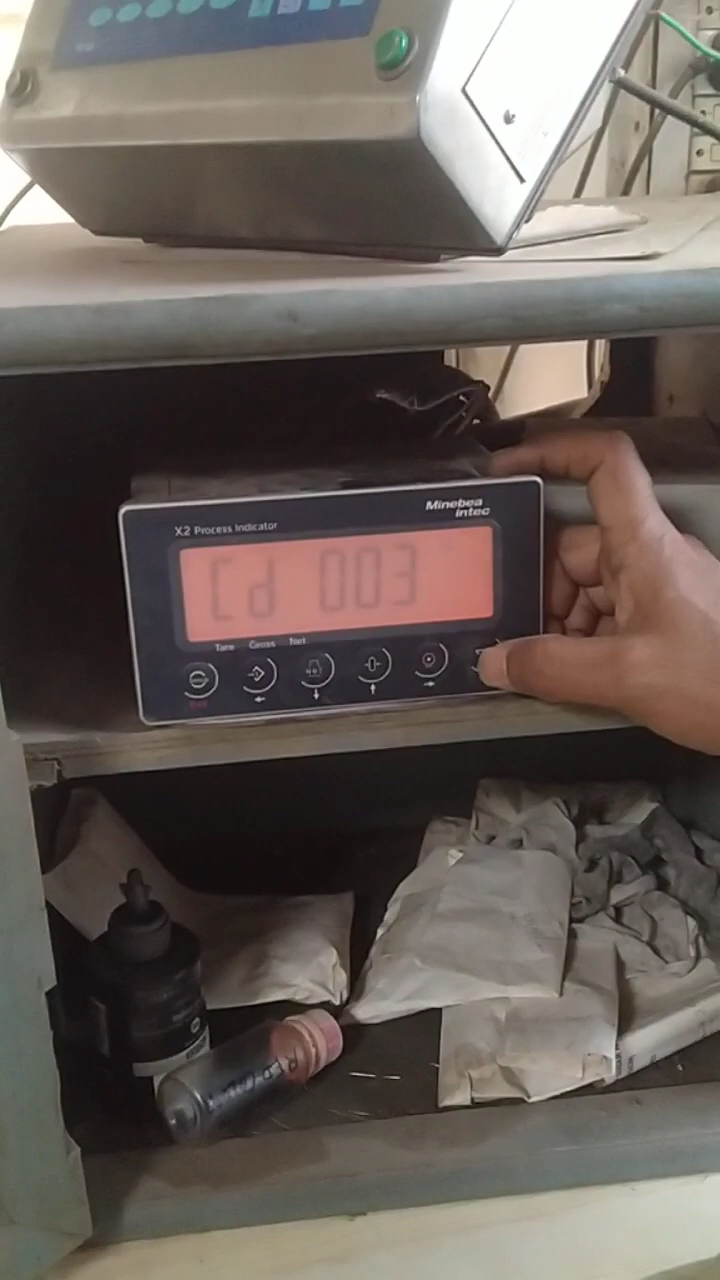 Minebea
intec
X2 Process Indicator
Cd 003
Tare Gross Net